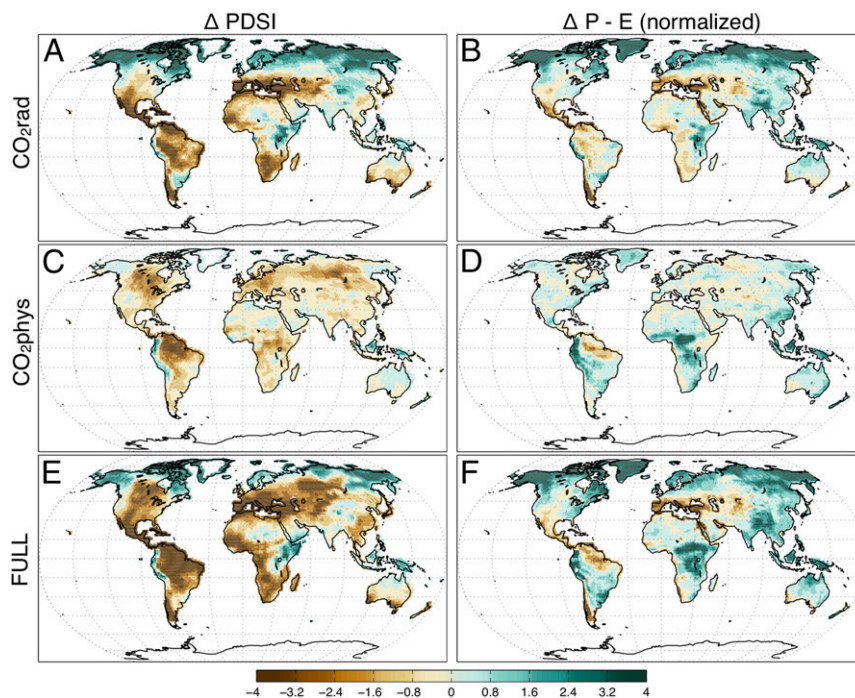 Δ PDSI
Δ P - E (normalized)
A
B
CO₂rad
C
D
CO₂phys
E
F
FULL
−4 −3.2 −2.4 −1.6 −0.8 0 0.8 1.6 2.4 3.2 4